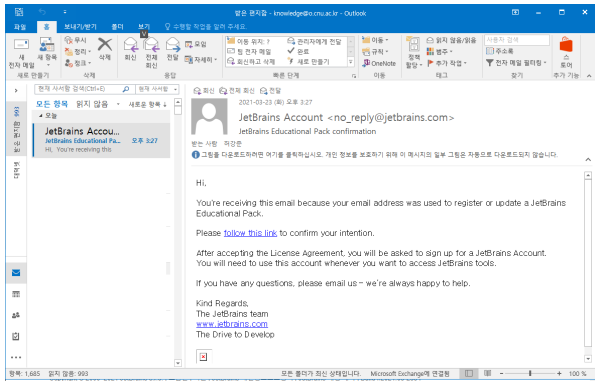 받은 편지함 - knowledge@o.cnu.ac.kr - Outlook
파일 홈 보내기/받기 폴더 보기 수행할 작업을 알려 주세요.
새 전자 메일 새 항목 무시 정리 정크 삭제 회신 전체 회신 전달 모임 자세히
이동 위치: ? 관리자에게 전달
팀 전자 메일 완료
회신하고 삭제 새로 만들기
이동 규칙 OneNote 정책 할당 읽지 않음/읽음 범주 추가 작업
사용자 검색
주소록
전자 메일 필터링
스토어
새로 만들기 삭제 응답 빠른 단계 이동 태그 찾기 추가 기능
현재 사서함 검색(Ctrl+E) 현재 사서함
모든 항목 읽지 않음 새로운 항목
오늘
JetBrains Accou...
JetBrains Educational Pa... 오후 3:27
Hi, You're receiving this
받은 편지함 993
회신 전체 회신 전달
2021-03-23 (화) 오후 3:27
JetBrains Account <no_reply@jetbrains.com>
JetBrains Educational Pack confirmation
받는 사람 허강준
그림을 다운로드하려면 여기를 클릭하십시오. 개인 정보를 보호하기 위해 이 메시지의 일부 그림은 자동으로 다운로드되지 않습니다.
Hi,
You're receiving this email because your email address was used to register or update a JetBrains
Educational Pack.
Please follow this link to confirm your intention.
After accepting the License Agreement, you will be asked to sign up for a JetBrains Account.
You will need to use this account whenever you want to access JetBrains tools.
If you have any questions, please email us – we're always happy to help.
Kind Regards,
The JetBrains team
www.jetbrains.com
The Drive to Develop
항목: 1,685 읽지 않음: 993 모든 폴더가 최신 상태입니다. Microsoft Exchange에 연결됨 100 %